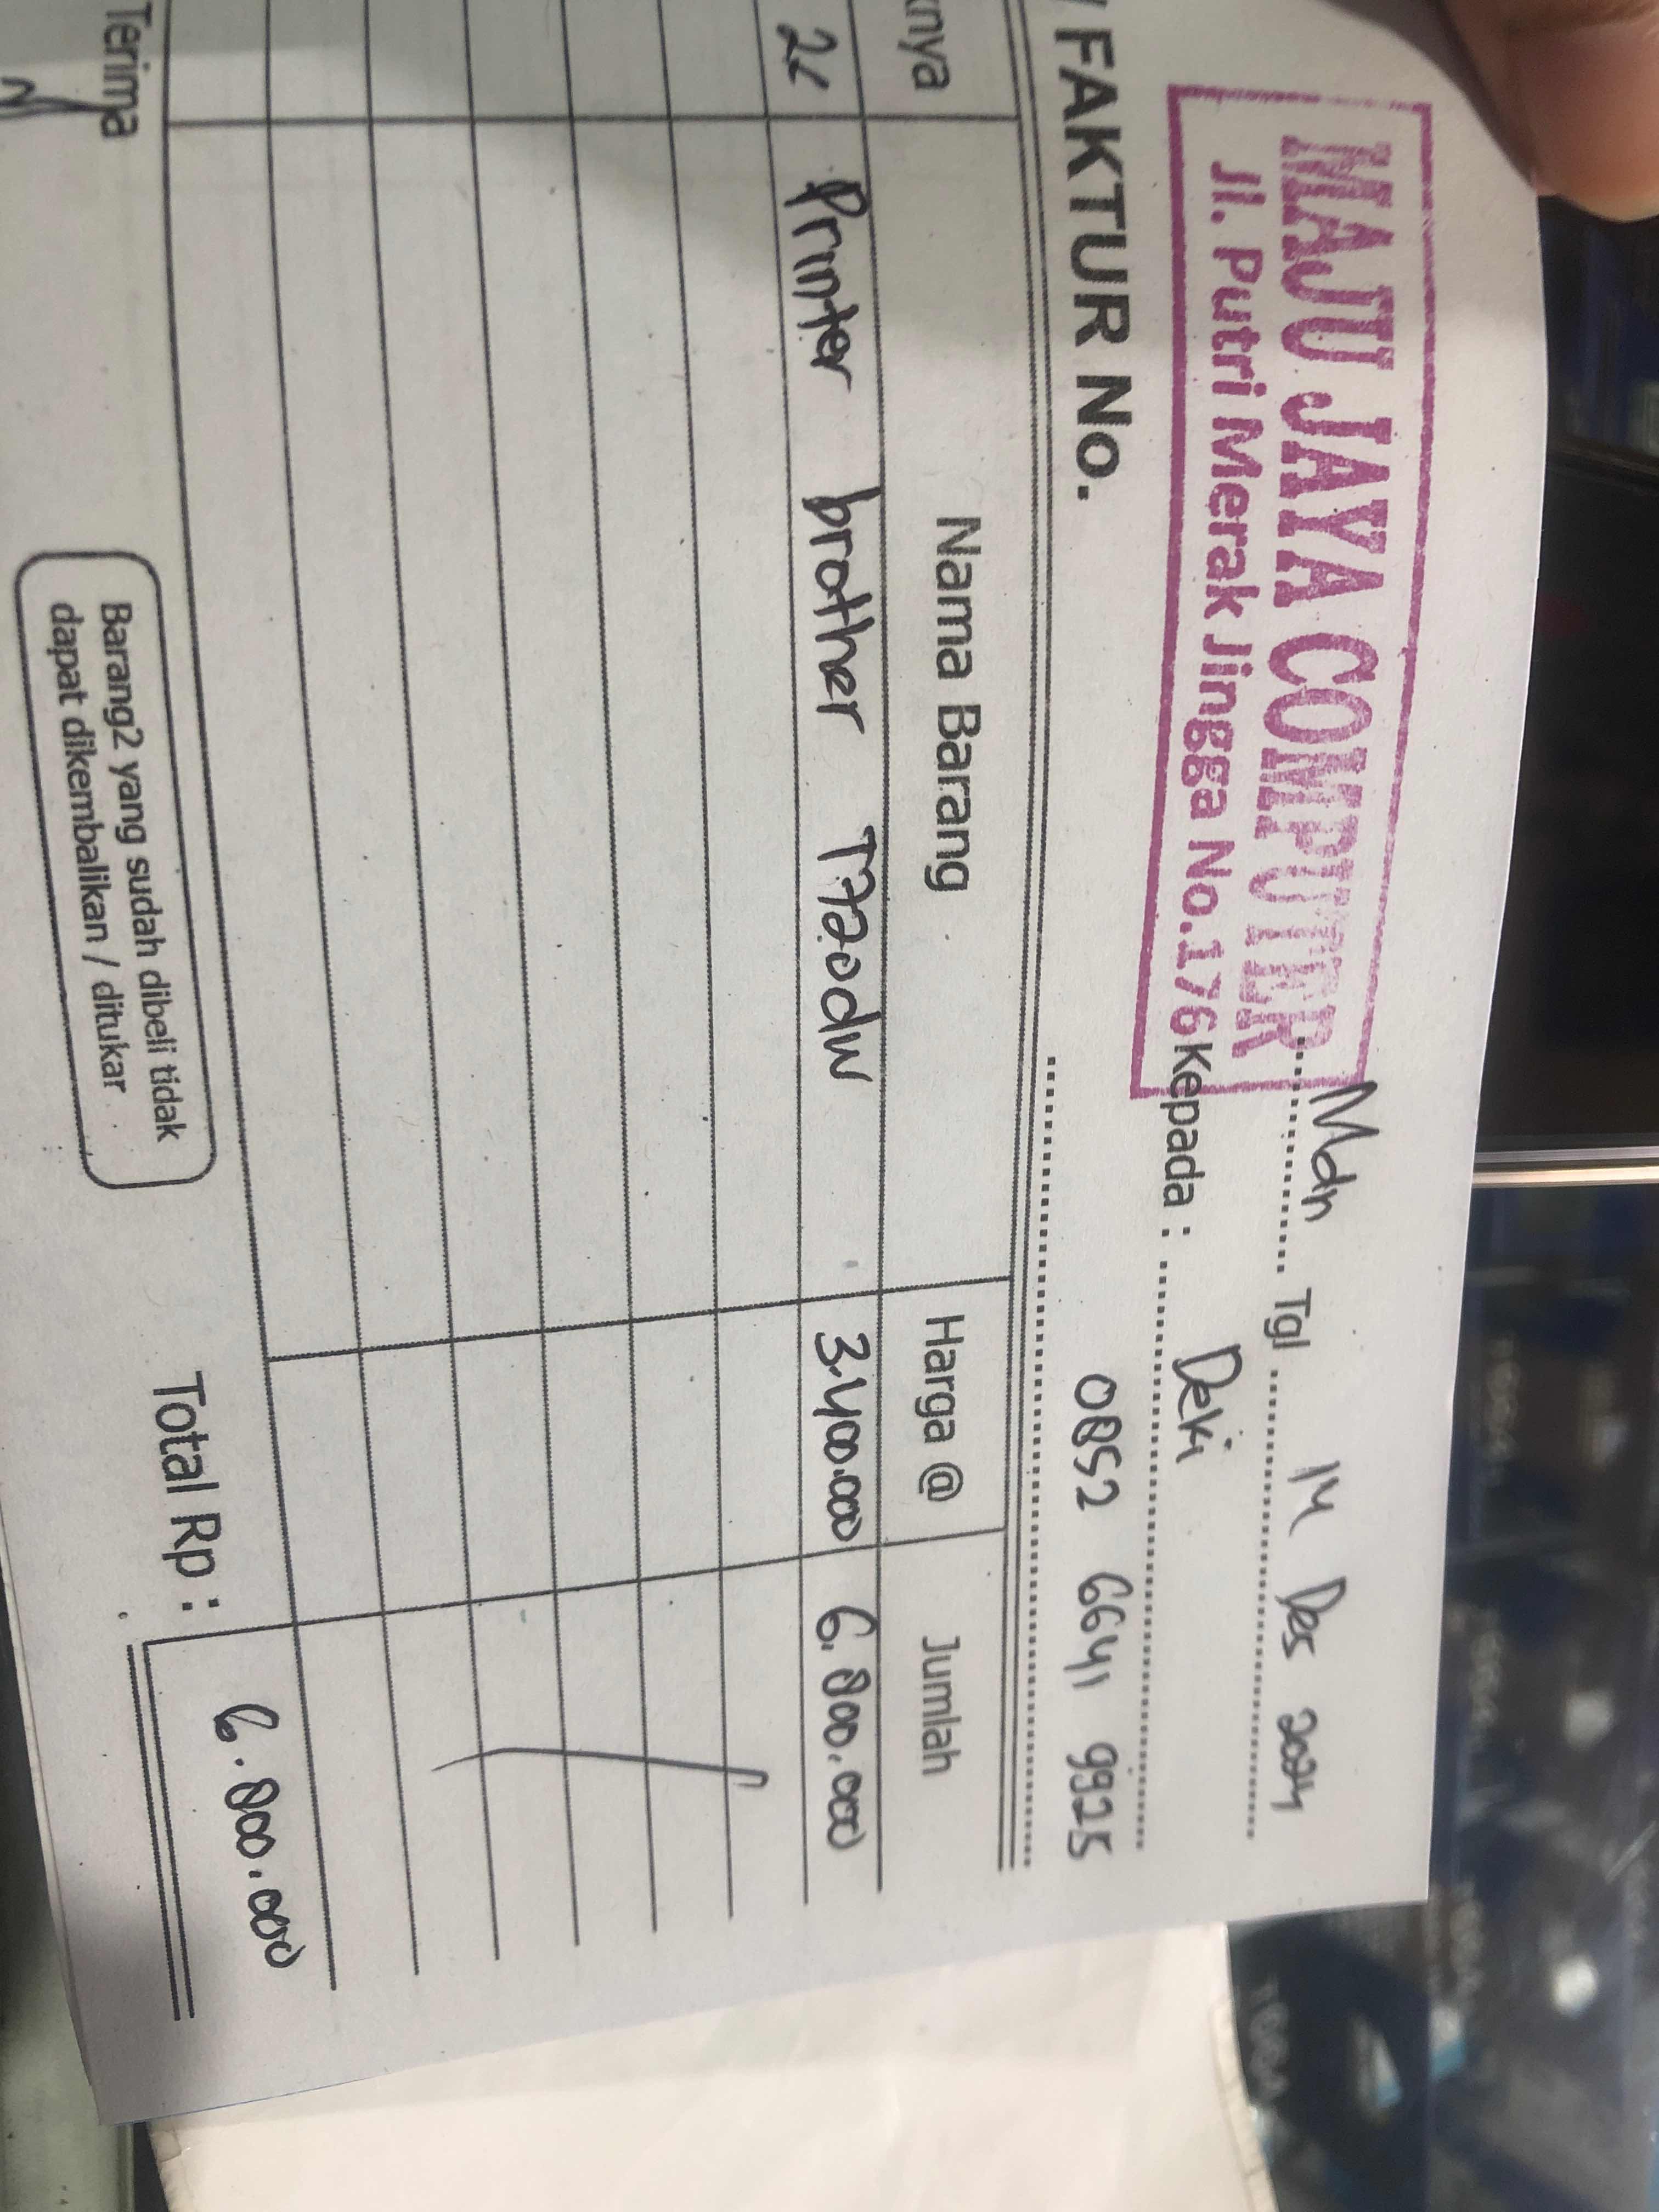 MAJU JAYA COMPUTER
Jl. Putri Merak Jingga No.176
Mdn Tgl 14 Des 2024
Kepada : Deki
0852 6641 9925
FAKTUR No.
nya Nama Barang Harga @ Jumlah
2 Printer brother T720dw 3.400.000 6.800.000
Total Rp : 6.800.000
Terima
Barang2 yang sudah dibeli tidak
dapat dikembalikan / ditukar